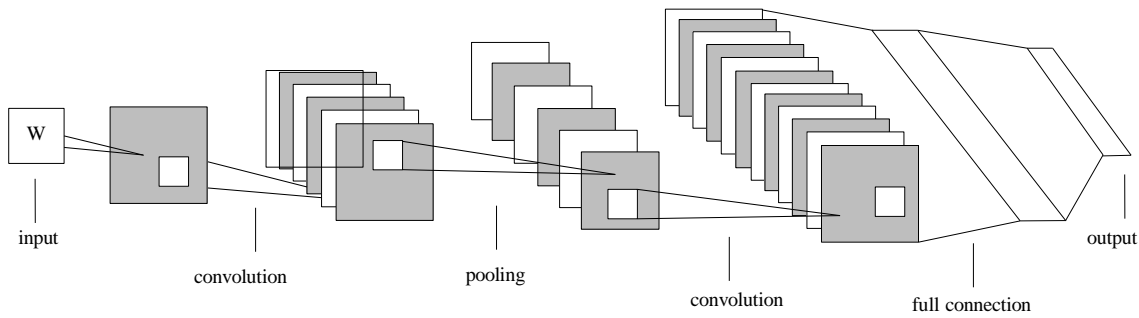 W
input
convolution
pooling
convolution
full connection
output